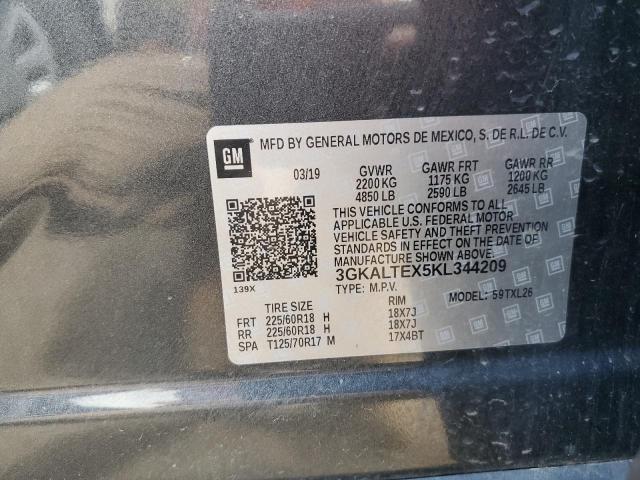 GM MFD BY GENERAL MOTORS DE MEXICO, S. DE R.L. DE C.V.
03/19 GVWR GAWR FRT GAWR RR
2200 KG 1175 KG 1200 KG
4850 LB 2590 LB 2645 LB
THIS VEHICLE CONFORMS TO ALL
APPLICABLE U.S. FEDERAL MOTOR
VEHICLE SAFETY AND THEFT PREVENTION
STANDARDS IN EFFECT ON THE DATE OF
MANUFACTURE SHOWN ABOVE.
139X 3GKALTEX5KL344209
TYPE: M.P.V. MODEL: 59TXL26
TIRE SIZE RIM
FRT 225/60R18 H 18X7J
RR 225/60R18 H 18X7J
SPA T125/70R17 M 17X4BT